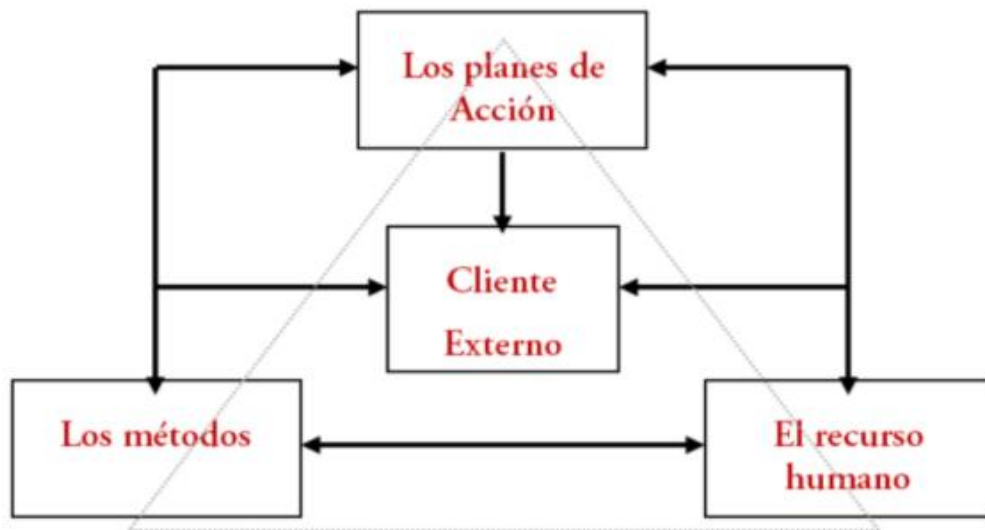 Los planes de
Acción
Cliente
Externo
Los métodos
El recurso
humano